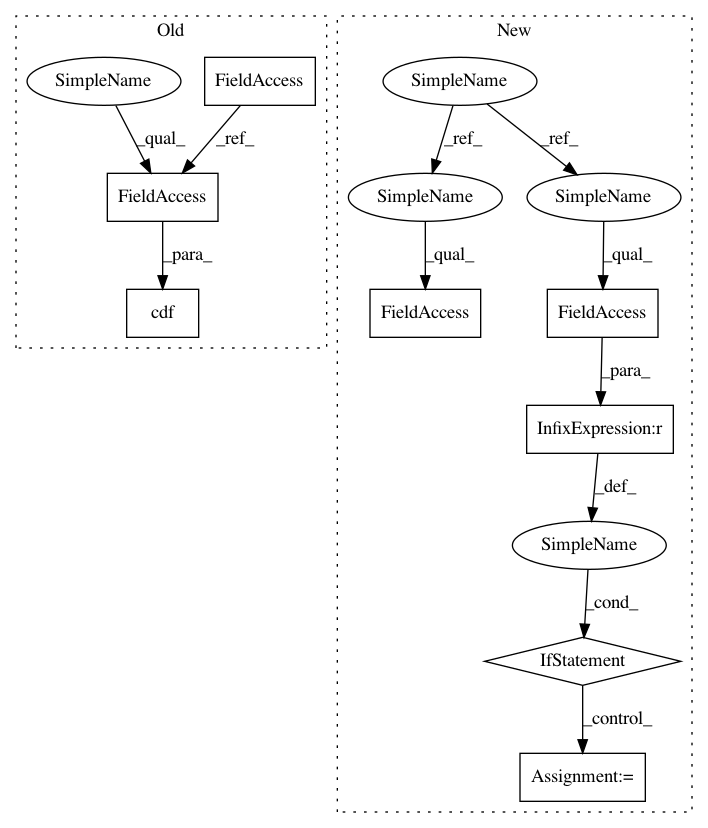 Old
New
SimpleName
FieldAccess
SimpleName
_qual_
_ref_
_ref_
_ref_
FieldAccess
SimpleName
SimpleName
_para_
_qual_
_qual_
cdf
FieldAccess
FieldAccess
_para_
InfixExpression:r
_def_
SimpleName
_cond_
IfStatement
_control_
Assignment:=